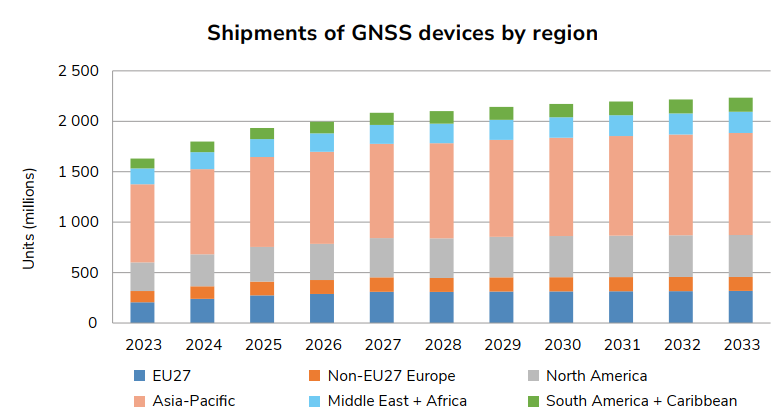 Shipments of GNSS devices by region
2 500
2 000
1 500
1 000
500
0
Units (millions)
2023 2024 2025 2026 2027 2028 2029 2030 2031 2032 2033
EU27 Non-EU27 Europe North America
Asia-Pacific Middle East + Africa South America + Caribbean